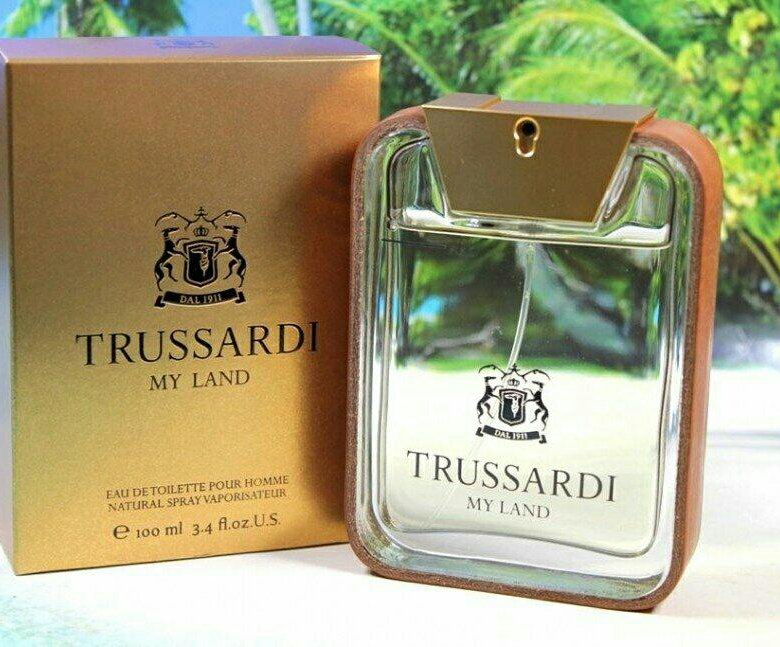 DAL 1911
TRUSSARDI
MY LAND
EAU DE TOILETTE POUR HOMME
NATURAL SPRAY VAPORISATEUR
e 100 ml 3.4 fl.oz.U.S.
DAL 1911
TRUSSARDI
MY LAND